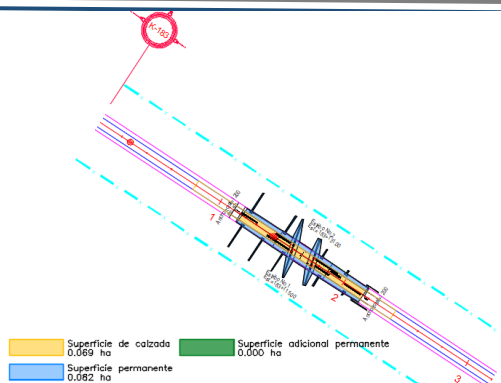 K-183
1
2
3
Superficie de calzada
0.069 ha
Superficie adicional permanente
0.000 ha
Superficie permanente
0.082 ha